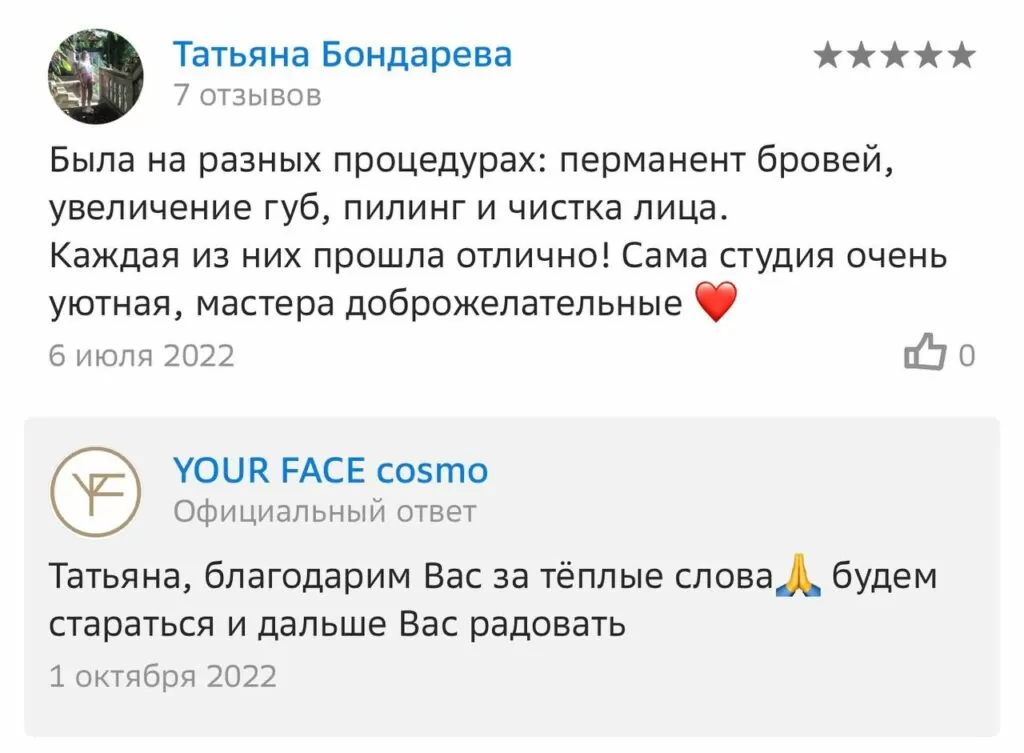 Татьяна Бондарева
7 отзывов
Была на разных процедурах: перманент бровей,
увеличение губ, пилинг и чистка лица.
Каждая из них прошла отлично! Сама студия очень
уютная, мастера доброжелательные ❤️
6 июля 2022
0
YF
YOUR FACE cosmo
Официальный ответ
Татьяна, благодарим Вас за тёплые слова🙏 будем
стараться и дальше Вас радовать
1 октября 2022